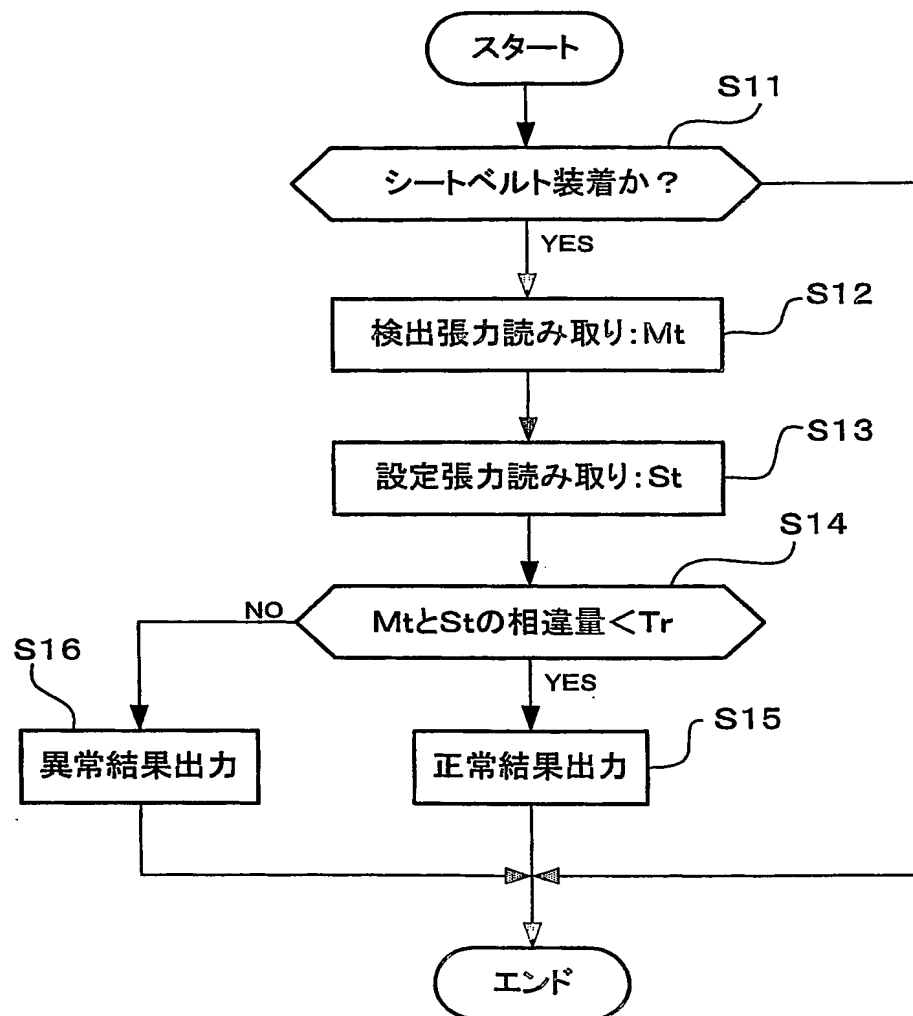 スタート
S11
シートベルト装着か？
YES
S12
検出張力読み取り：Mt
S13
設定張力読み取り：St
S14
MtとStの相違量＜Tr
NO
YES
S16
異常結果出力
S15
正常結果出力
エンド